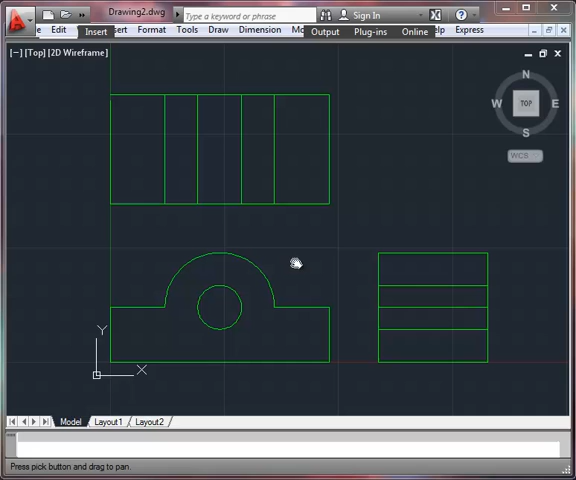 Drawing2.dwg
Type a keyword or phrase
Sign In
Edit
Insert
Tools
Draw
Dimension
Output
Plug-ins
Online
Express
[−] [Top] [2D Wireframe]
N
W
TOP
E
S
WCS
Y
X
Model
Layout1
Layout2
Press pick button and drag to pan.